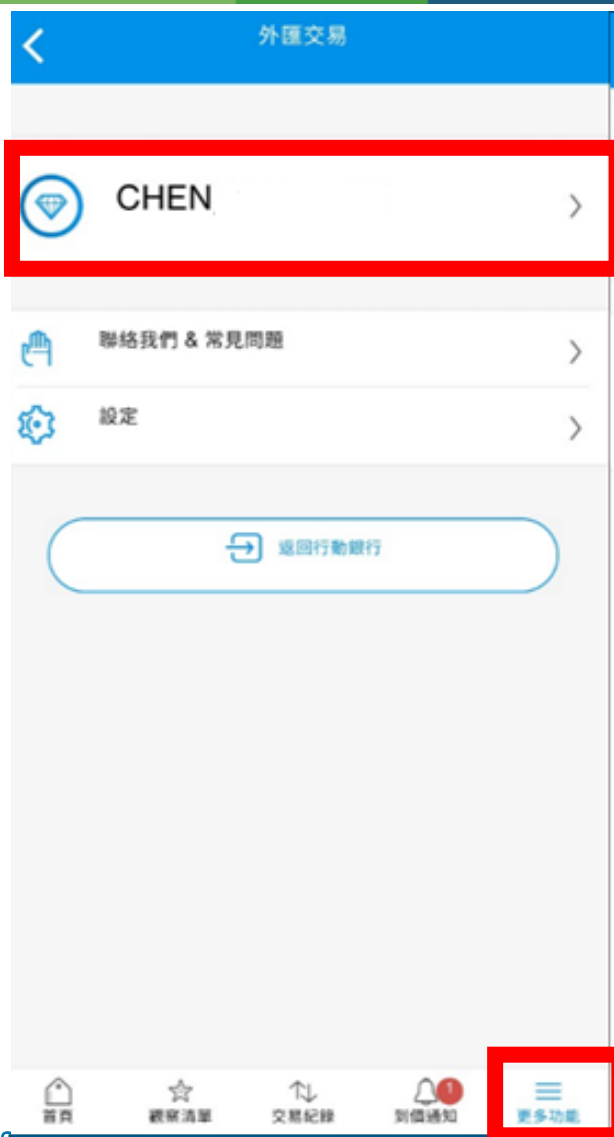 外匯交易
CHEN
聯絡我們 & 常見問題
設定
返回行動銀行
1
首頁 觀察清單 交易紀錄 到價通知 更多功能